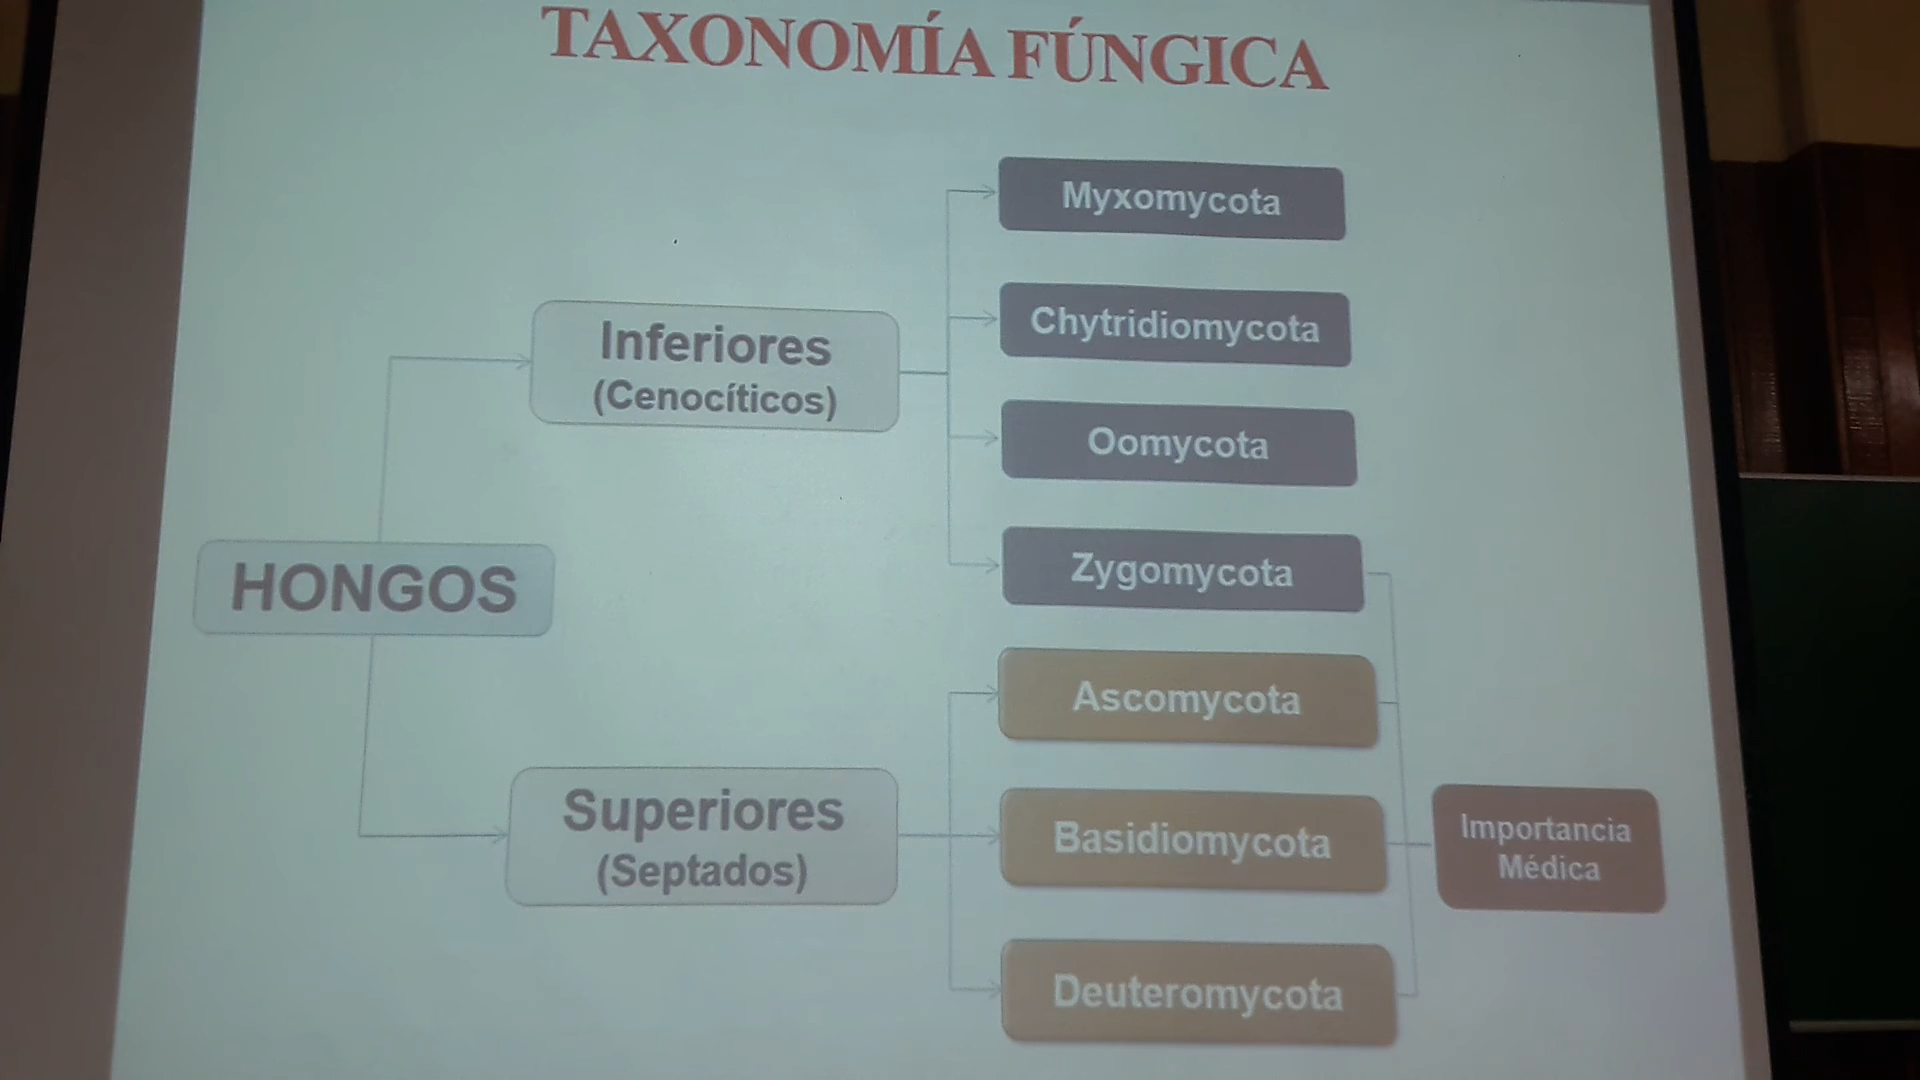 TAXONOMÍA FÚNGICA
Myxomycota
Chytridiomycota
Inferiores
(Cenocíticos)
Oomycota
Zygomycota
HONGOS
Ascomycota
Superiores
(Septados)
Basidiomycota
Importancia
Médica
Deuteromycota